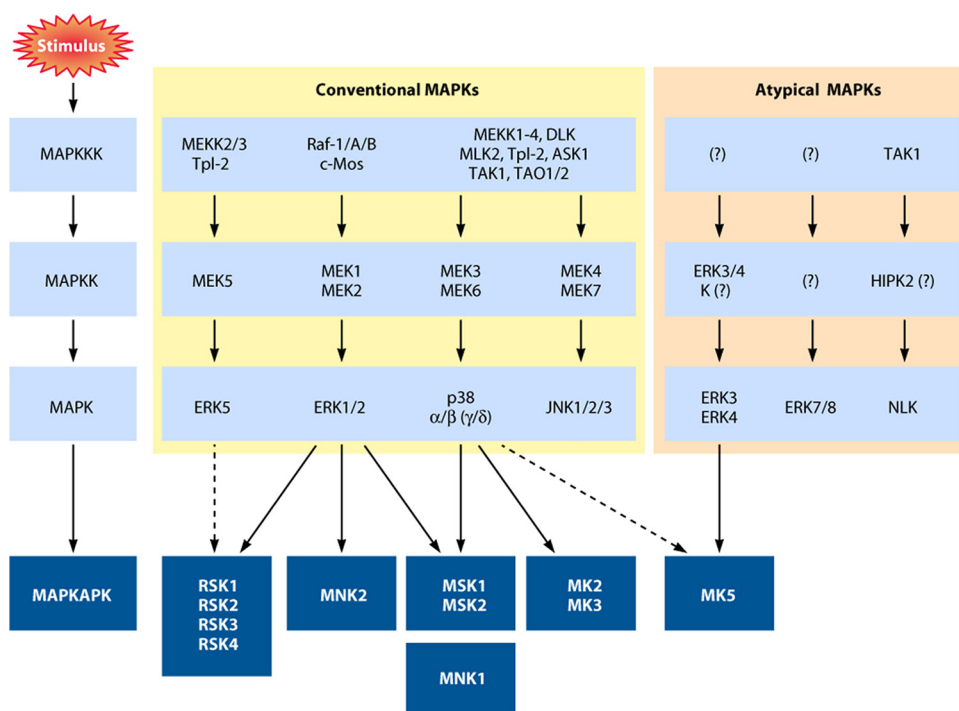 Stimulus
Conventional MAPKs
Atypical MAPKs
MAPKKK
MEKK2/3
Tpl-2
Raf-1/A/B
c-Mos
MEKK1-4, DLK
MLK2, Tpl-2, ASK1
TAK1, TAO1/2
(?)
(?)
TAK1
MAPKK
MEK5
MEK1
MEK2
MEK3
MEK6
MEK4
MEK7
ERK3/4
K (?)
(?)
HIPK2 (?)
MAPK
ERK5
ERK1/2
p38
α/β (γ/δ)
JNK1/2/3
ERK3
ERK4
ERK7/8
NLK
MAPKAPK
RSK1
RSK2
RSK3
RSK4
MNK2
MSK1
MSK2
MK2
MK3
MK5
MNK1